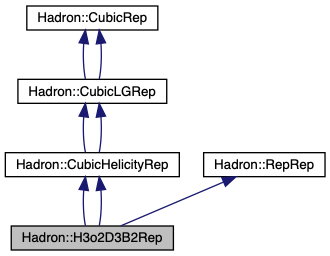 Hadron::CubicRep
Hadron::CubicLGRep
Hadron::CubicHelicityRep
Hadron::RepRep
Hadron::H3o2D3B2Rep